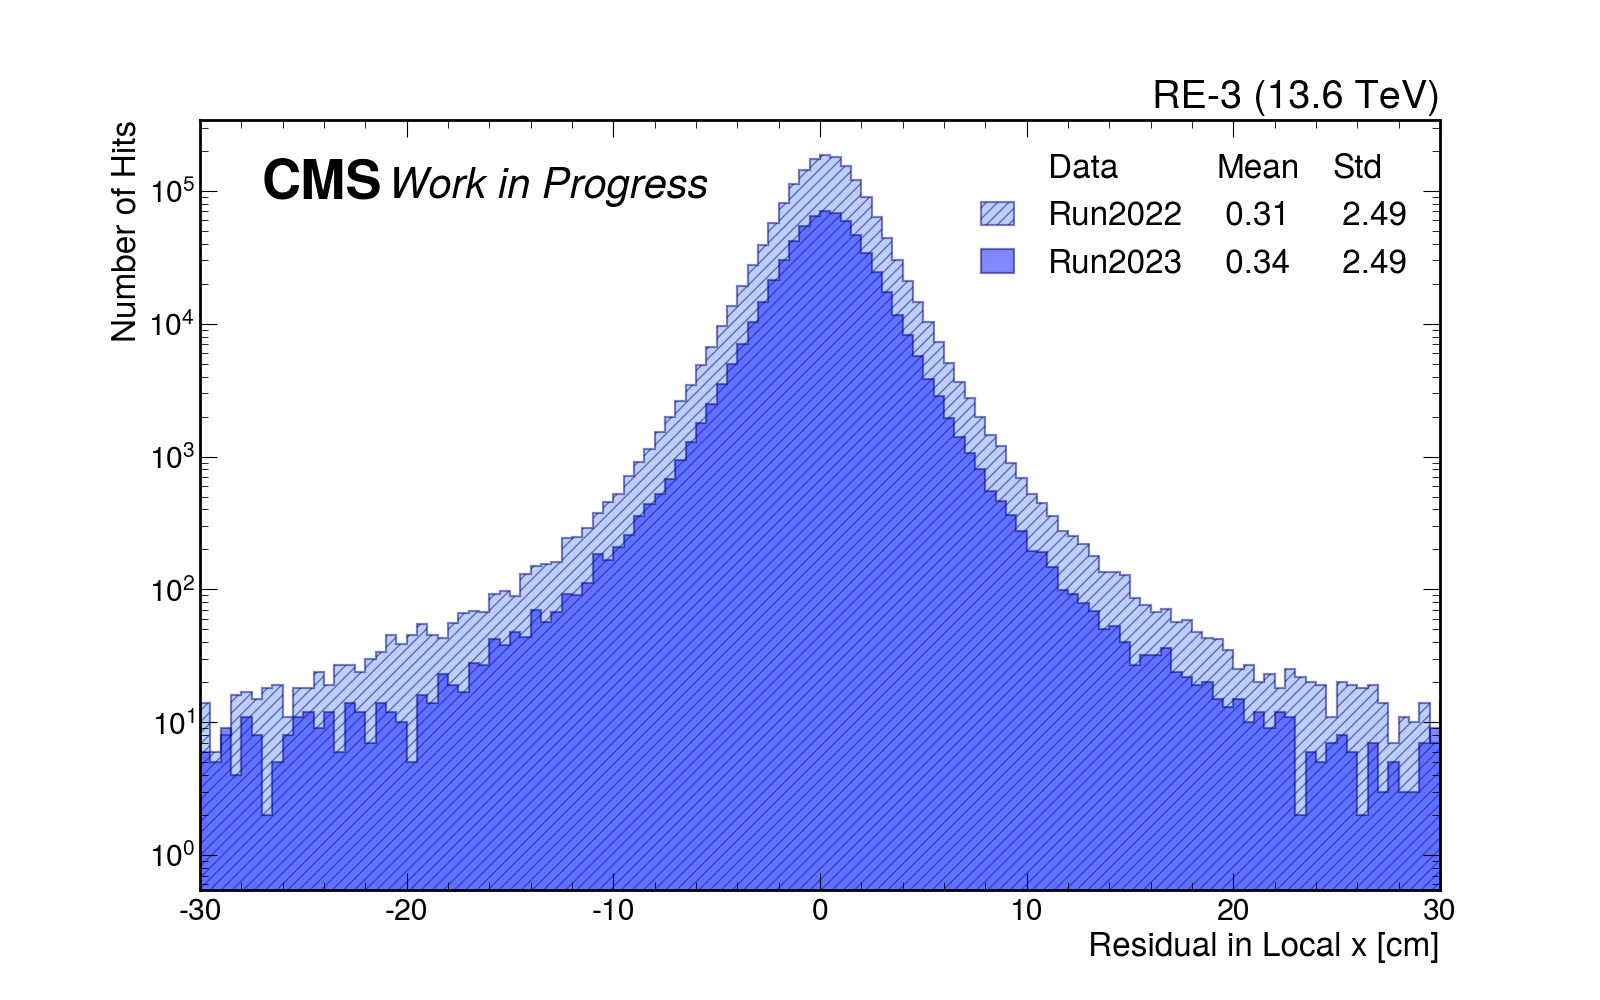 RE-3 (13.6 TeV)
CMS Work in Progress
Data Mean Std
Run2022 0.31 2.49
Run2023 0.34 2.49
Number of Hits
10^5
10^4
10^3
10^2
10^1
10^0
-30 -20 -10 0 10 20 30
Residual in Local x [cm]